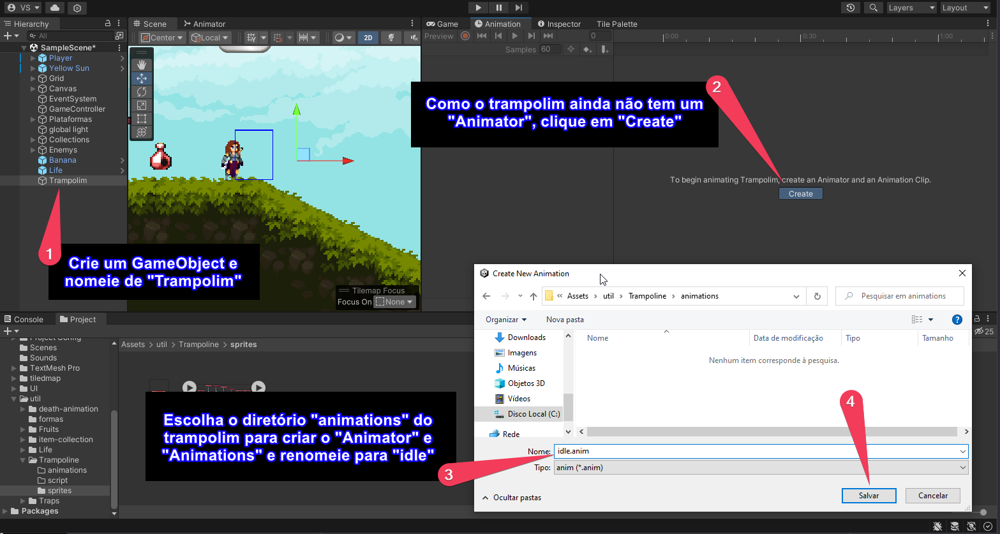 VS
Layers
Layout
Hierarchy
All
SampleScene*
Player
Yellow Sun
Grid
Canvas
EventSystem
GameController
Plataformas
global light
Collections
Enemys
Banana
Life
Trampolim
Scene
Animator
Center
Local
2D
Tilemap Focus
Focus On
None
Game
Animation
Inspector
Tile Palette
Preview
0
0:00
0:30
1:00
Samples
60
1
Crie um GameObject e
nomeie de "Trampolim"
2
Como o trampolim ainda não tem um
"Animator", clique em "Create"
To begin animating Trampolim, create an Animator and an Animation Clip.
Create
Console
Project
25
Project Config
Scenes
Sounds
TextMesh Pro
tiledmap
UI
util
death-animation
formas
Fruits
item-collection
Life
Trampoline
animations
script
sprites
Traps
Packages
Assets > util > Trampoline > sprites
Escolha o diretório "animations" do
trampolim para criar o "Animator" e
"Animations" e renomeie para "idle"
3
Create New Animation
« Assets > util > Trampoline > animations
Pesquisar em animations
Organizar
Nova pasta
?
Downloads
Imagens
Músicas
Objetos 3D
Vídeos
Disco Local (C:)
Rede
Nome
Data de modificação
Tipo
Tamanho
Nenhum item corresponde à pesquisa.
4
Nome: idle.anim
Tipo: anim (*.anim)
Ocultar pastas
Salvar
Cancelar